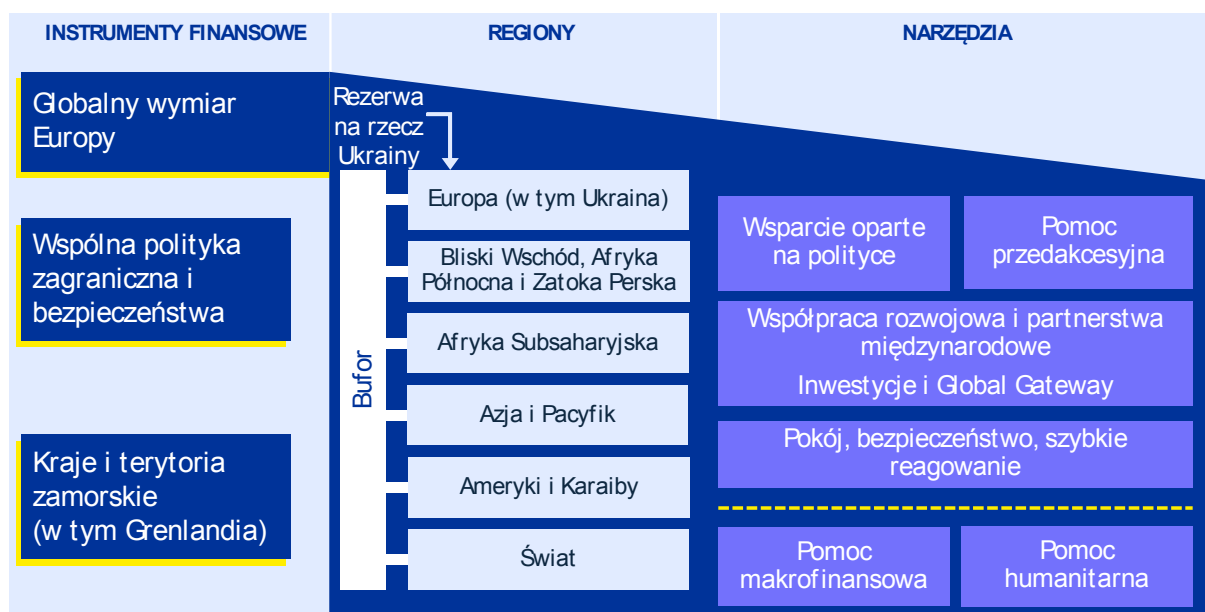 INSTRUMENTY FINANSOWE
REGIONY
NARZĘDZIA
Globalny wymiar
Europy
Wspólna polityka
zagraniczna i
bezpieczeństwa
Kraje i terytoria
zamorskie
(w tym Grenlandia)
Rezerwa
na rzecz
Ukrainy
Bufor
Europa (w tym Ukraina)
Bliski Wschód, Afryka
Północna i Zatoka Perska
Afryka Subsaharyjska
Azja i Pacyfik
Ameryki i Karaiby
Świat
Wsparcie oparte
na polityce
Pomoc
przedakcesyjna
Współpraca rozwojowa i partnerstwa
międzynarodowe
Inwestycje i Global Gateway
Pokój, bezpieczeństwo, szybkie
reagowanie
Pomoc
makrofinansowa
Pomoc
humanitarna